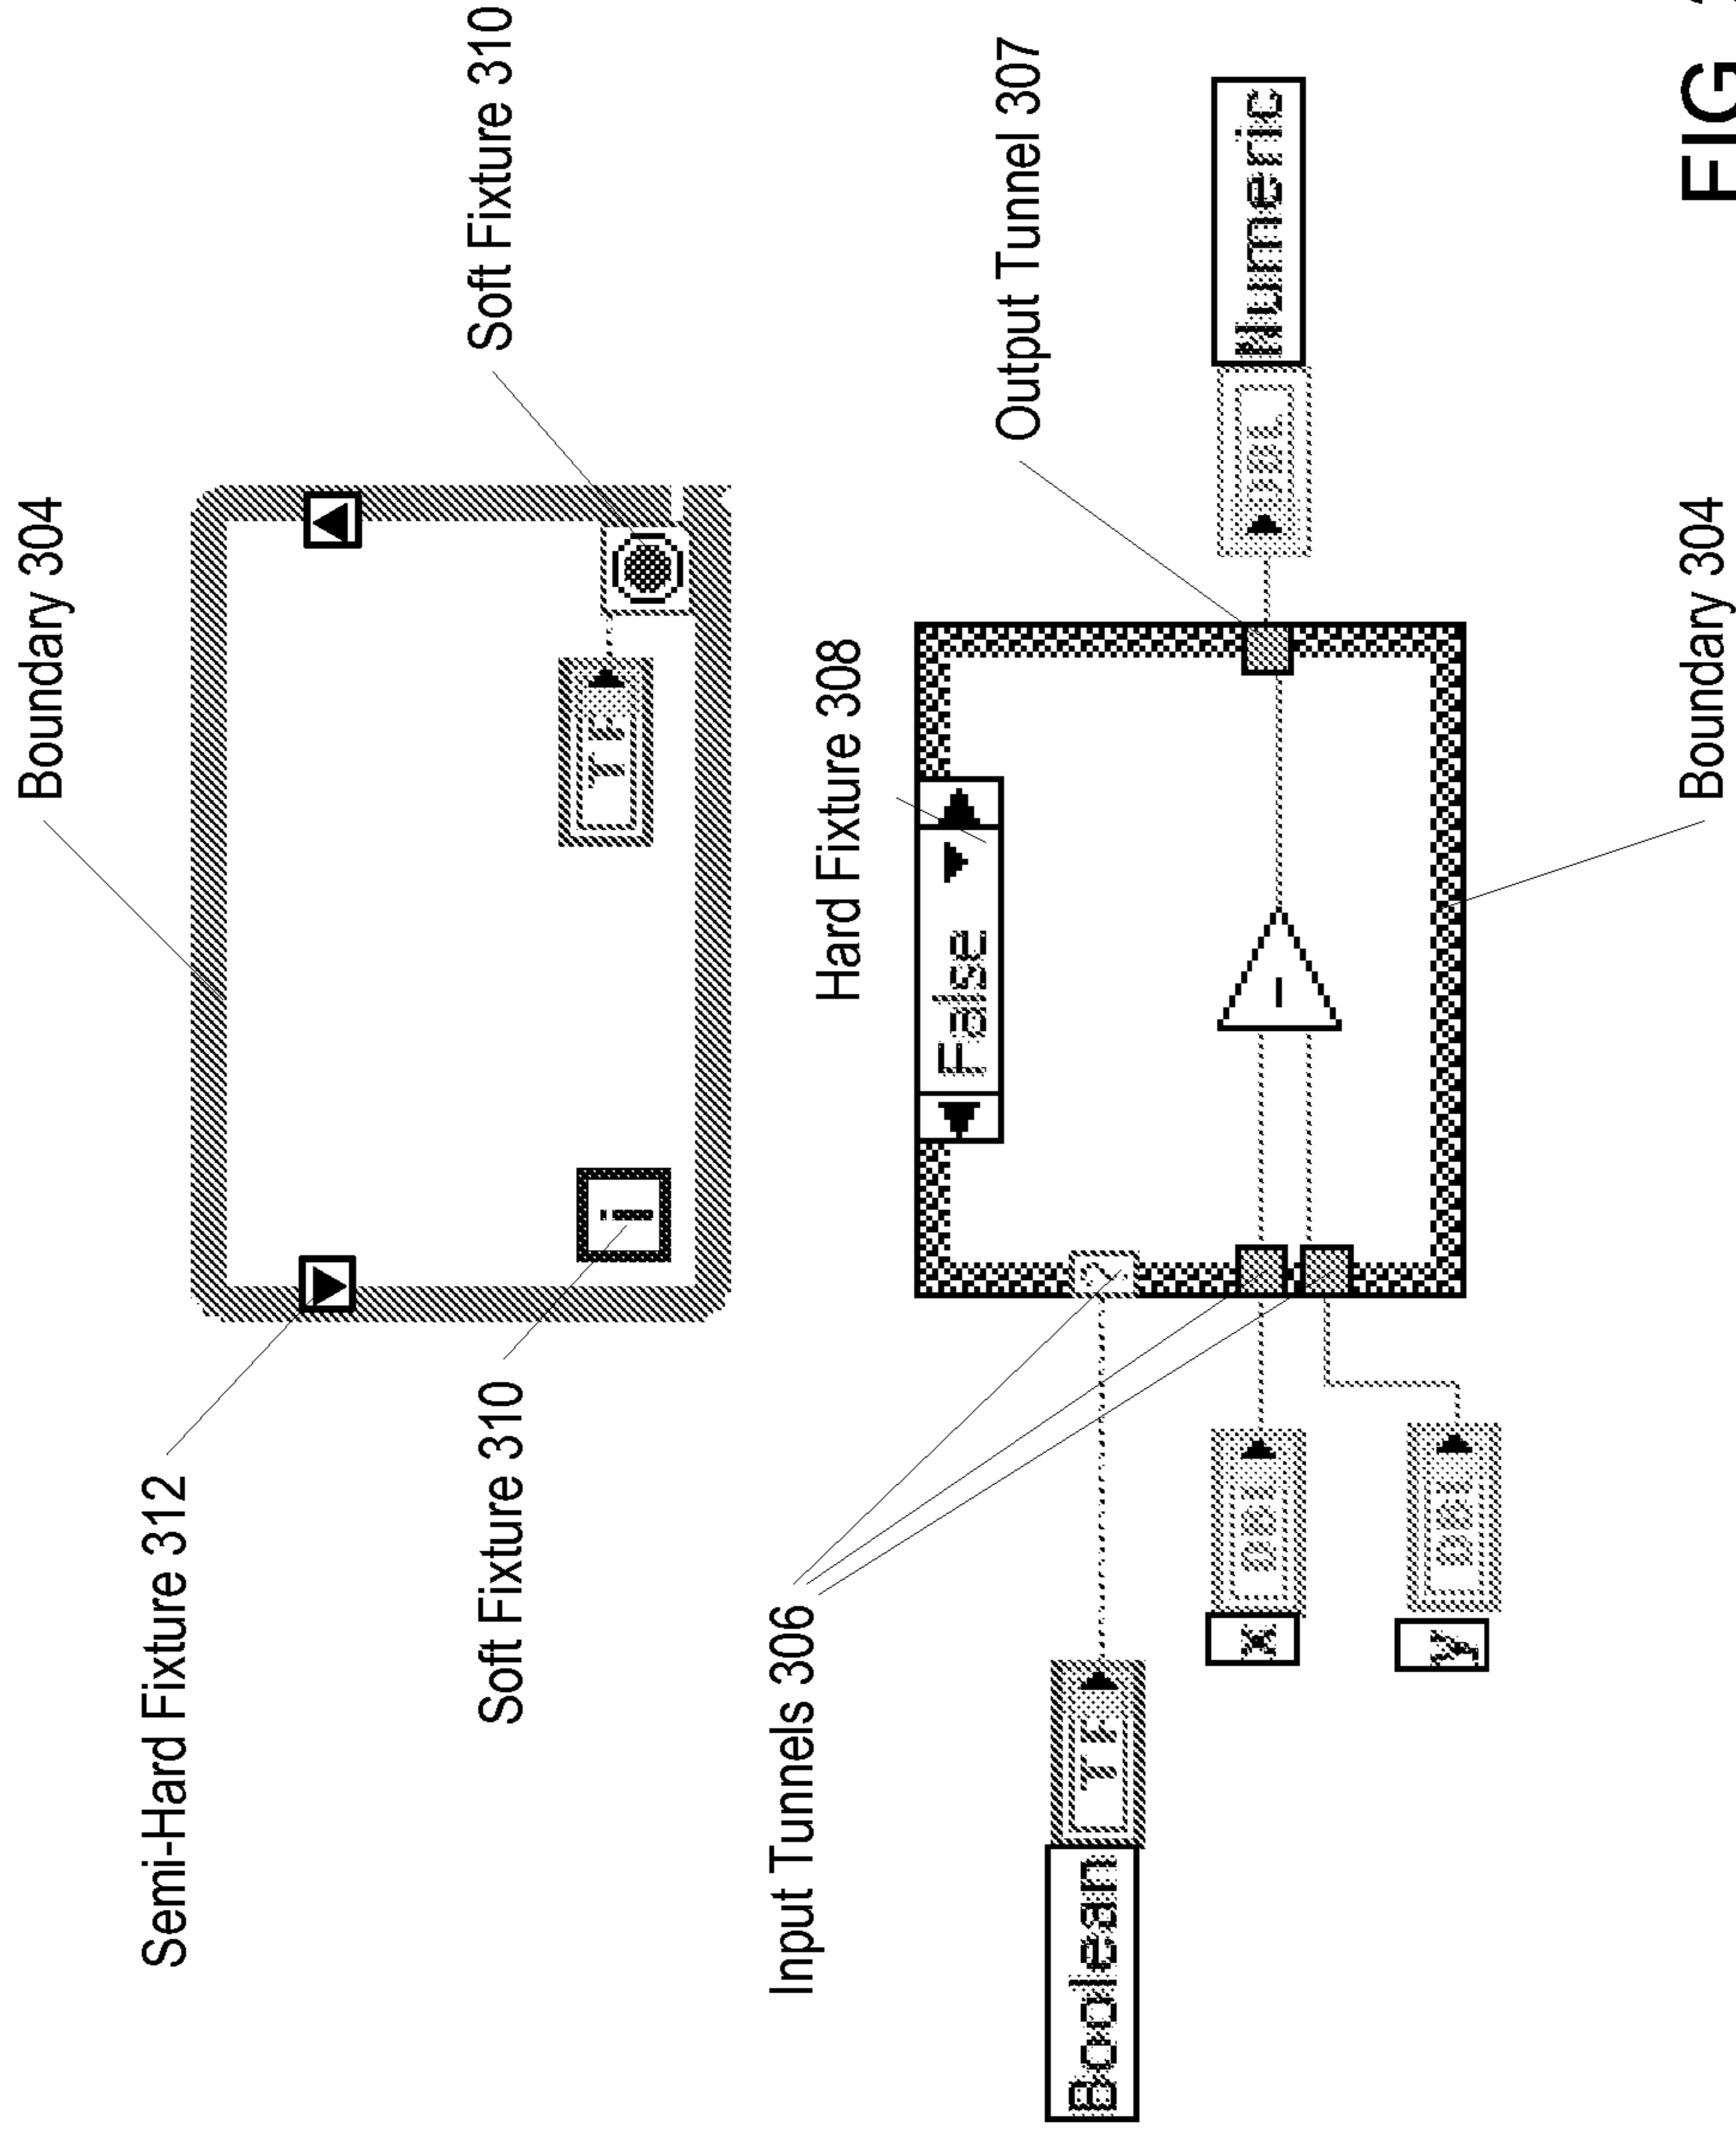 Boundary 304
Semi-Hard Fixture 312
Soft Fixture 310
TF
i
Soft Fixture 310
Hard Fixture 308
False
Input Tunnels 306
Output Tunnel 307
Boolean
TF
x
DBL
y
DBL
DBL
Numeric
Boundary 304
FIG